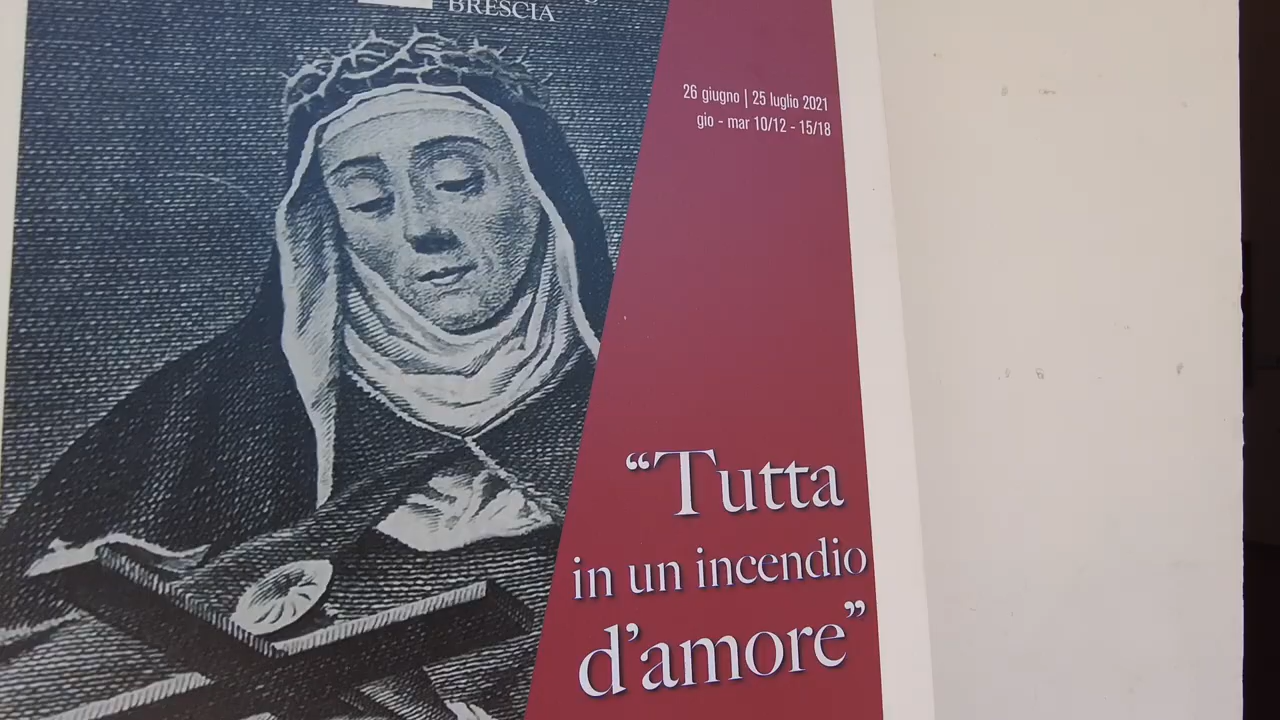 BRESCIA
26 giugno | 25 luglio 2021
gio - mar 10/12 - 15/18
“Tutta
in un incendio
d’amore”